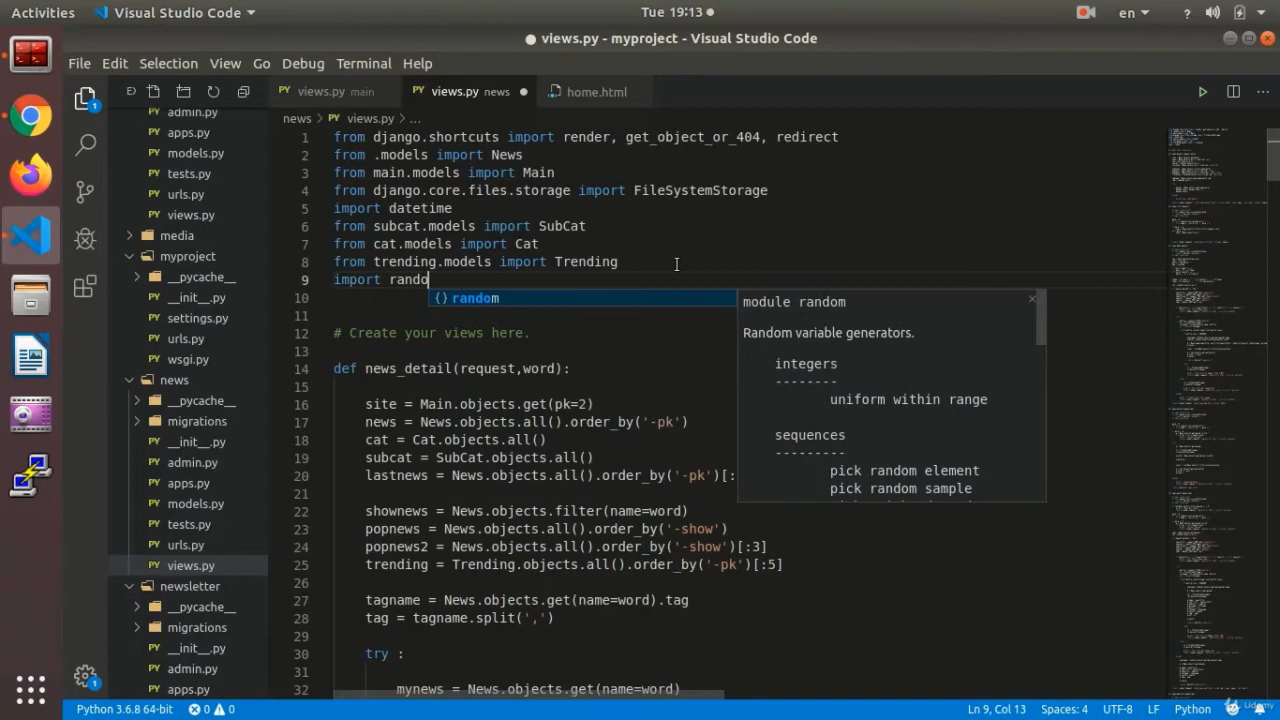 Activities Visual Studio Code Tue 19:13 en ?
views.py - myproject - Visual Studio Code
File Edit Selection View Go Debug Terminal Help
views.py main views.py news home.html
news views.py ...
admin.py
apps.py
models.py
tests.py
urls.py
views.py
media
myproject
__pycache__
__init__.py
settings.py
urls.py
wsgi.py
news
__pycache__
migrations
__init__.py
admin.py
apps.py
models.py
tests.py
urls.py
views.py
newsletter
__pycache__
migrations
__init__.py
admin.py
apps.py
1 from django.shortcuts import render, get_object_or_404, redirect
2 from .models import News
3 from main.models import Main
4 from django.core.files.storage import FileSystemStorage
5 import datetime
6 from subcat.models import SubCat
7 from cat.models import Cat
8 from trending.models import Trending
9 import rando
10
11
12 # Create your views here.
13
14 def news_detail(request,word):
15
16 site = Main.objects.get(pk=2)
17 news = News.objects.all().order_by('-pk')
18 cat = Cat.objects.all()
19 subcat = SubCat.objects.all()
20 lastnews = News.objects.all().order_by('-pk')[:
21
22 shownews = News.objects.filter(name=word)
23 popnews = News.objects.all().order_by('-show')
24 popnews2 = News.objects.all().order_by('-show')[:3]
25 trending = Trending.objects.all().order_by('-pk')[:5]
26
27 tagname = News.objects.get(name=word).tag
28 tag = tagname.split(',')
29
30 try :
31
32 mynews = News.objects.get(name=word)
{} random
module random
Random variable generators.
integers
--------
uniform within range
sequences
---------
pick random element
pick random sample
1
1
Python 3.6.8 64-bit 0 0 Ln 9, Col 13 Spaces: 4 UTF-8 LF Python
Udemy